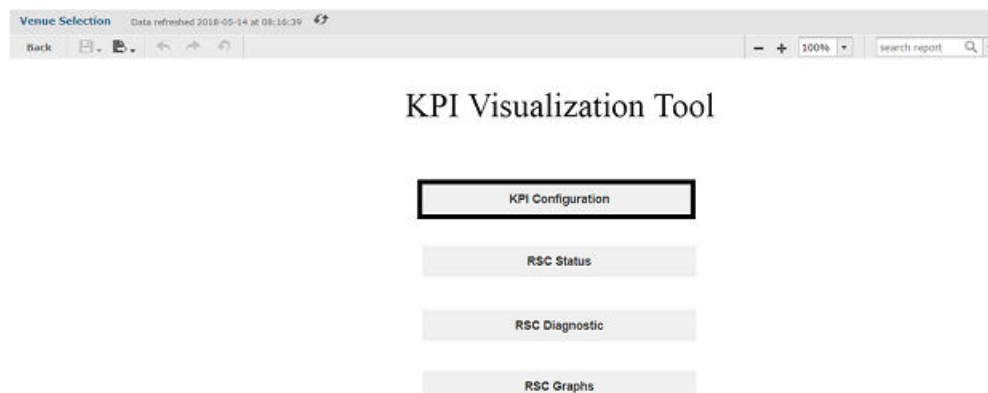 Venue Selection Data refreshed 2018-05-14 at 08:16:39
Back 100% search report
KPI Visualization Tool
KPI Configuration
RSC Status
RSC Diagnostic
RSC Graphs